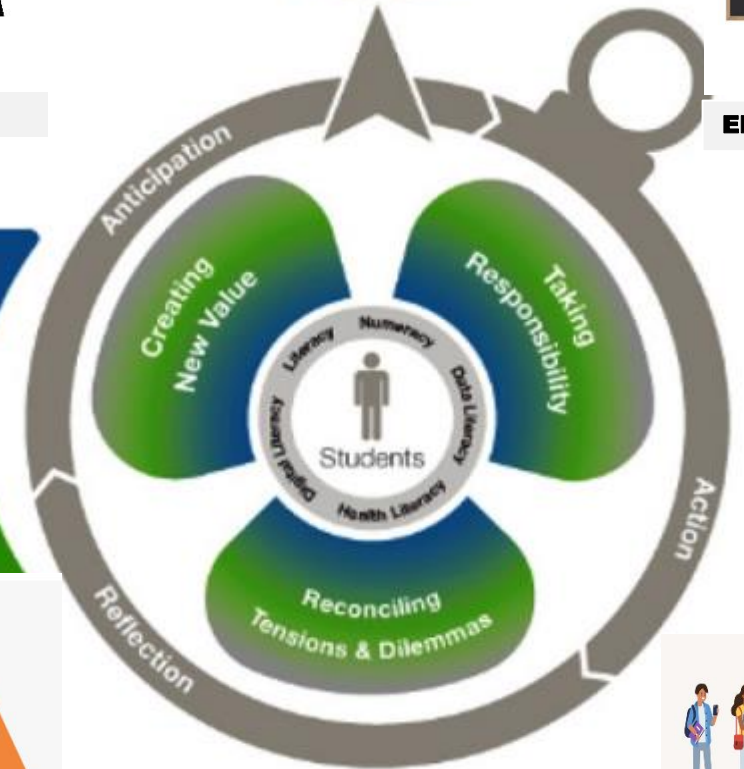 Anticipation
Creating
New Value
Taking
Responsibility
Literacy
Numeracy
Data Literacy
Health Literacy
Digital Literacy
Students
Action
Reconciling
Tensions & Dilemmas
Reflection